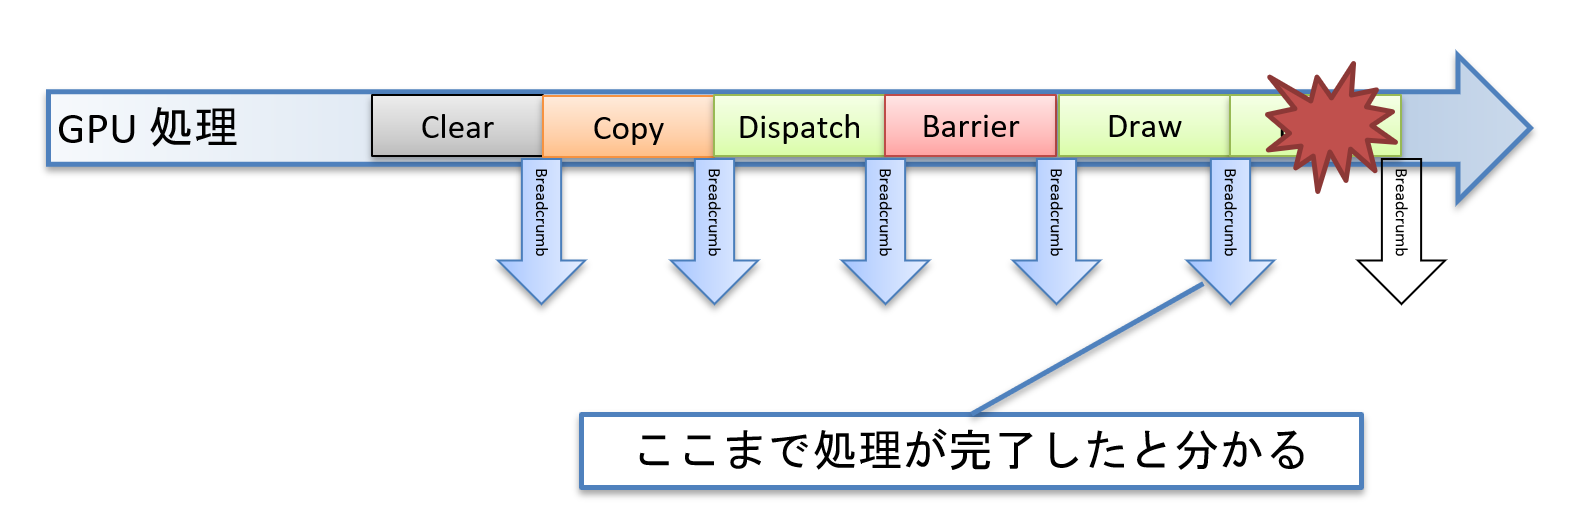 GPU 処理
Clear
Copy
Dispatch
Barrier
Draw
Breadcrumb
Breadcrumb
Breadcrumb
Breadcrumb
Breadcrumb
Breadcrumb
ここまで処理が完了したと分かる